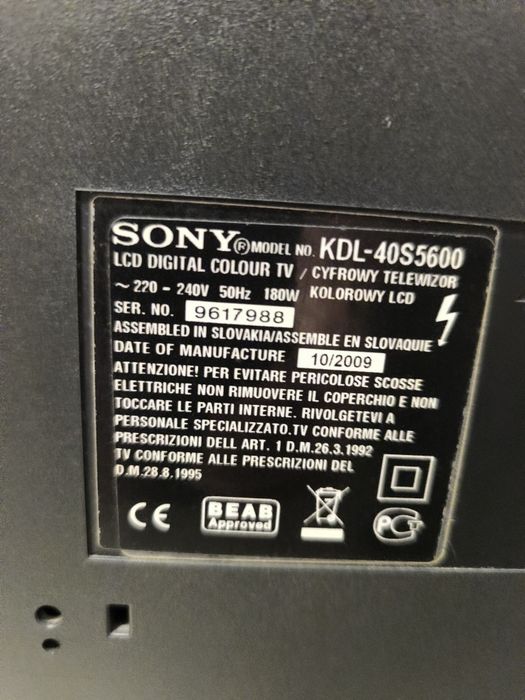 SONY® MODEL NO. KDL-40S5600
LCD DIGITAL COLOUR TV / CYFROWY TELEWIZOR
~ 220 - 240V 50Hz 180W KOLOROWY LCD
SER. NO. 9617988
ASSEMBLED IN SLOVAKIA/ASSEMBLE EN SLOVAQUIE
DATE OF MANUFACTURE 10/2009
ATTENZIONE! PER EVITARE PERICOLOSE SCOSSE
ELETTRICHE NON RIMUOVERE IL COPERCHIO E NON
TOCCARE LE PARTI INTERNE. RIVOLGETEVI A
PERSONALE SPECIALIZZATO.TV CONFORME ALLE
PRESCRIZIONI DELL ART. 1 D.M.26.3.1992
TV CONFORME ALLE PRESCRIZIONI DEL
D.M.28.8.1995
CE
BEAB
Approved